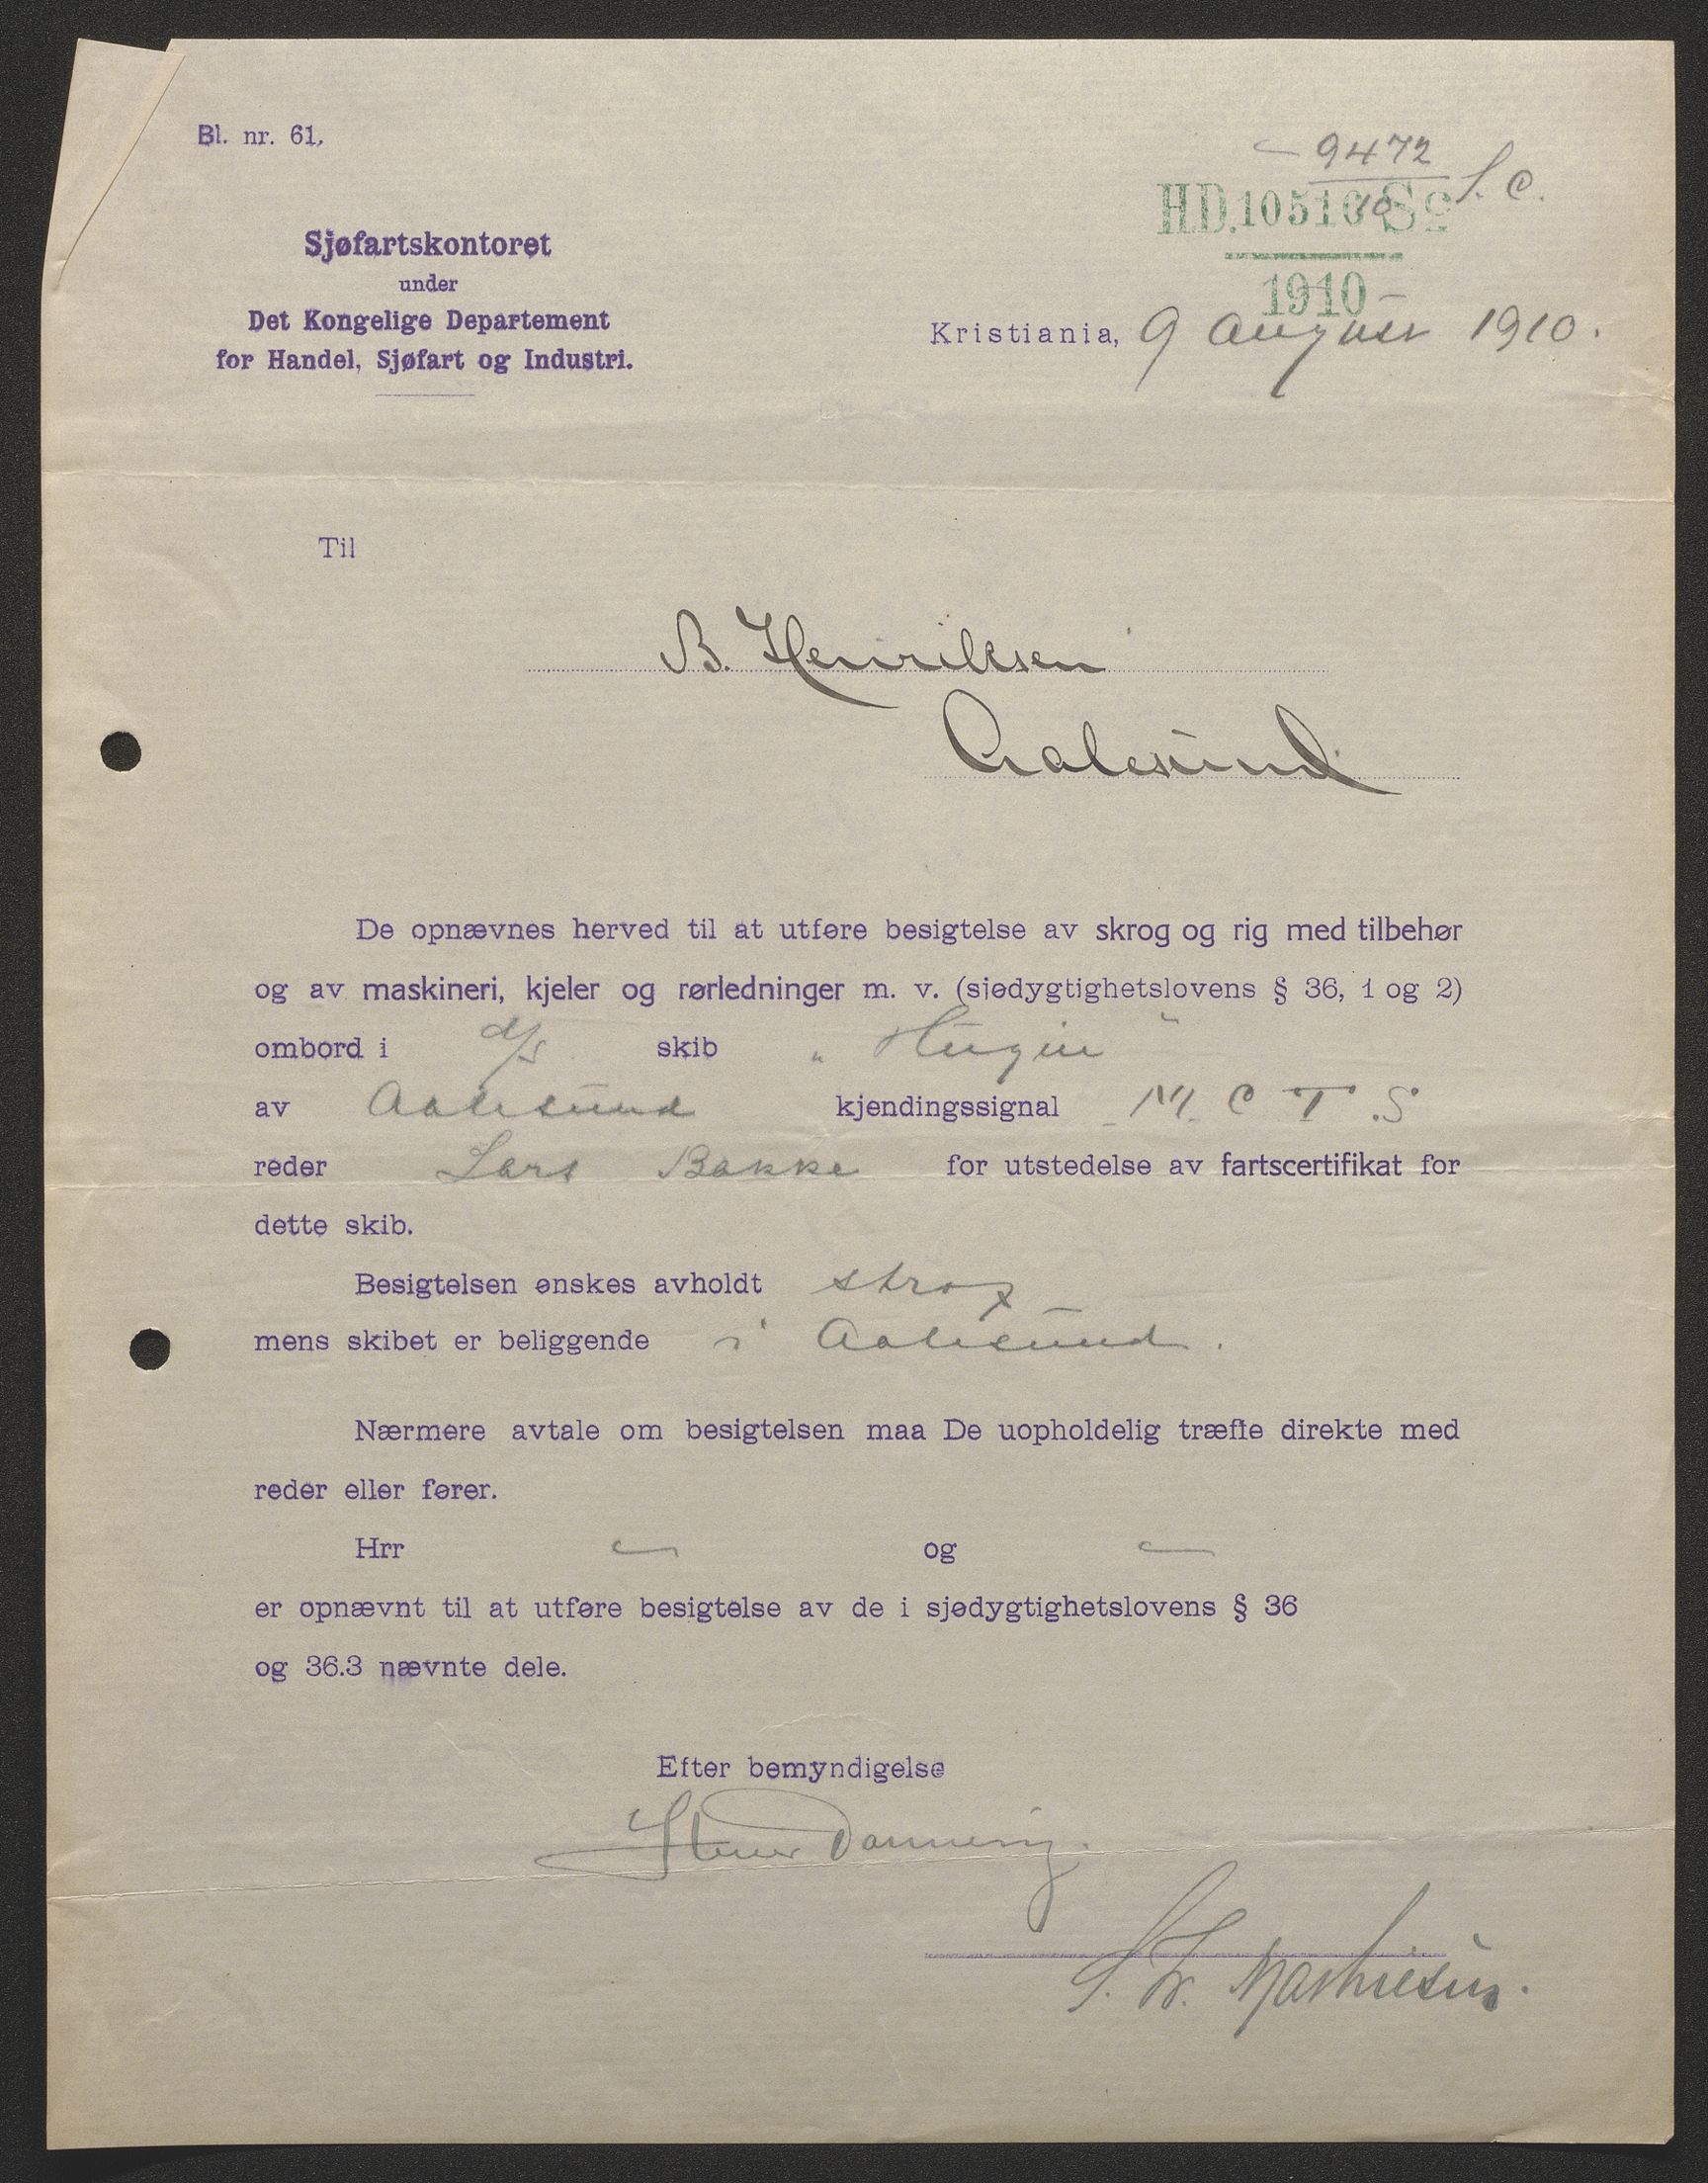 Bl. nr. 61.
9472
10 S. C.
HD. 10516 Sc
1910
Sjøfartskontoret
under
Det Kongelige Departement
for Handel, Sjøfart og Industri.
Kristiania, 9 august 1910.
Til
B. Henriksen
Aalesund
De opnævnes herved til at utføre besigtelse av skrog og rig med tilbehør
og av maskineri, kjeler og rørledninger m. v. (sjødygtighetslovens § 36, 1 og 2)
ombord i d/s skib „Hugin"
av Aalesund kjendingssignal M. C. T. S
reder Lars Bakke for utstedelse av fartscertifikat for
dette skib.
Besigtelsen ønskes avholdt strax
mens skibet er beliggende i Aalesund.
Nærmere avtale om besigtelsen maa De uopholdelig træffe direkte med
reder eller fører.
Hrr — og —
er opnævnt til at utføre besigtelse av de i sjødygtighetslovens § 36
og 36.3 nævnte dele.
Efter bemyndigelse
S. W. Mathiesen.